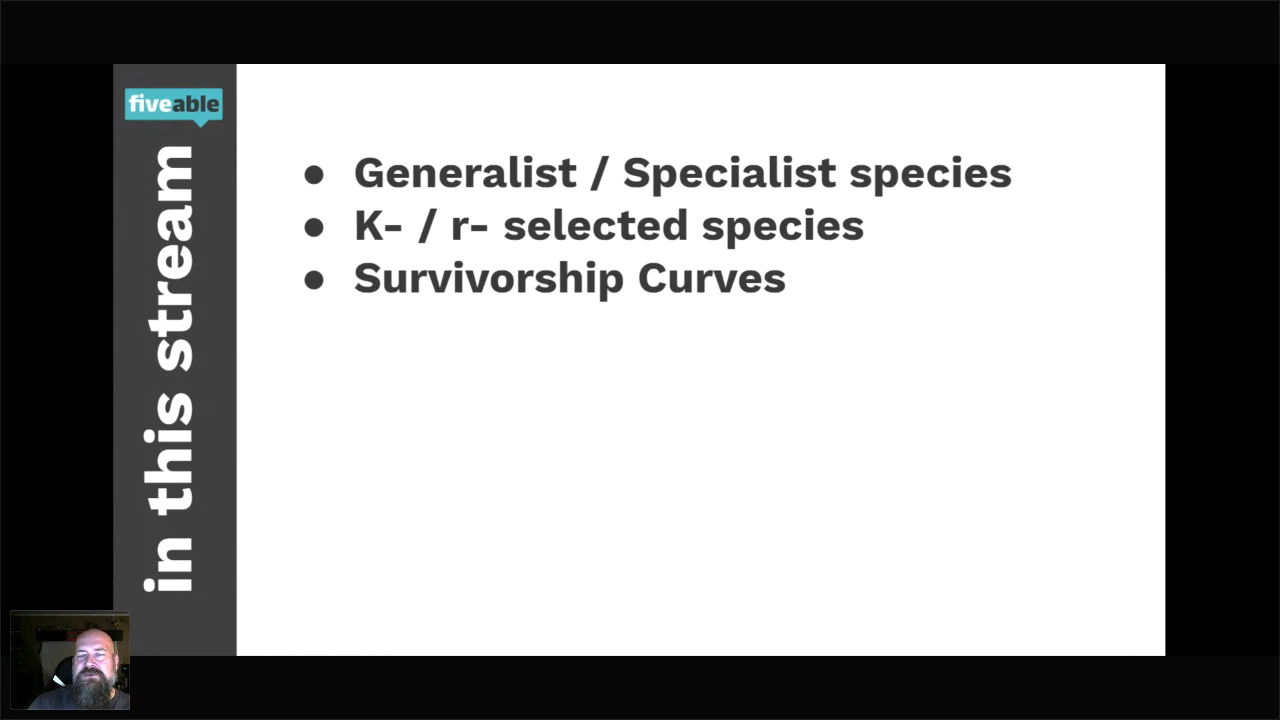 fiveable
in this stream
● Generalist / Specialist species
● K- / r- selected species
● Survivorship Curves